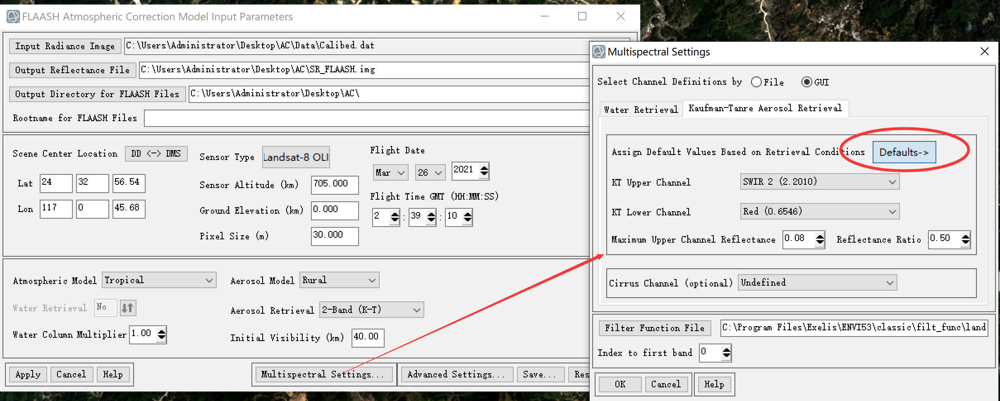 FLAASH Atmospheric Correction Model Input Parameters
Input Radiance Image C:\Users\Administrator\Desktop\AC\Data\Calibed.dat
Output Reflectance File C:\Users\Administrator\Desktop\AC\SR_FLAASH.img
Output Directory for FLAASH Files C:\Users\Administrator\Desktop\AC\
Rootname for FLAASH Files
Scene Center Location DD <-> DMS
Lat 24 32 56.54
Lon 117 0 45.68
Sensor Type Landsat-8 OLI
Sensor Altitude (km) 705.000
Ground Elevation (km) 0.000
Pixel Size (m) 30.000
Flight Date
Mar 26 2021
Flight Time GMT (HH:MM:SS)
2 : 39 : 10
Atmospheric Model Tropical
Water Retrieval No
Water Column Multiplier 1.00
Aerosol Model Rural
Aerosol Retrieval 2-Band (K-T)
Initial Visibility (km) 40.00
Apply Cancel Help Multispectral Settings... Advanced Settings... Save... Res
Multispectral Settings
Select Channel Definitions by File GUI
Water Retrieval Kaufman-Tanre Aerosol Retrieval
Assign Default Values Based on Retrieval Conditions Defaults->
KT Upper Channel SWIR 2 (2.2010)
KT Lower Channel Red (0.6546)
Maximum Upper Channel Reflectance 0.08 Reflectance Ratio 0.50
Cirrus Channel (optional) Undefined
Filter Function File C:\Program Files\Exelis\ENVI53\classic\filt_func\land
Index to first band 0
OK Cancel Help